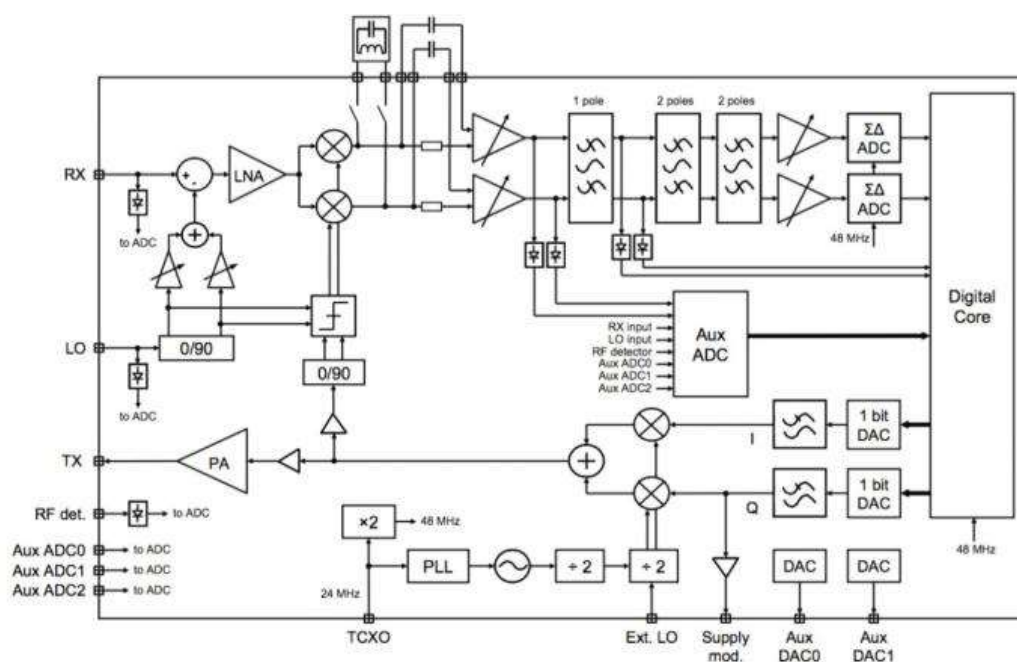 1 pole
2 poles
2 poles
RX
+
-
LNA
ΣΔ
ADC
ΣΔ
ADC
48 MHz
to ADC
+
Digital
Core
Aux
ADC
RX input
LO input
RF detector
Aux ADC0
Aux ADC1
Aux ADC2
LO
0/90
0/90
to ADC
TX
PA
+
I
1 bit
DAC
Q
1 bit
DAC
RF det.
to ADC
×2
48 MHz
Aux ADC0
to ADC
Aux ADC1
to ADC
Aux ADC2
to ADC
PLL
÷ 2
÷ 2
DAC
DAC
48 MHz
24 MHz
TCXO
Ext. LO
Supply
mod.
Aux
DAC0
Aux
DAC1